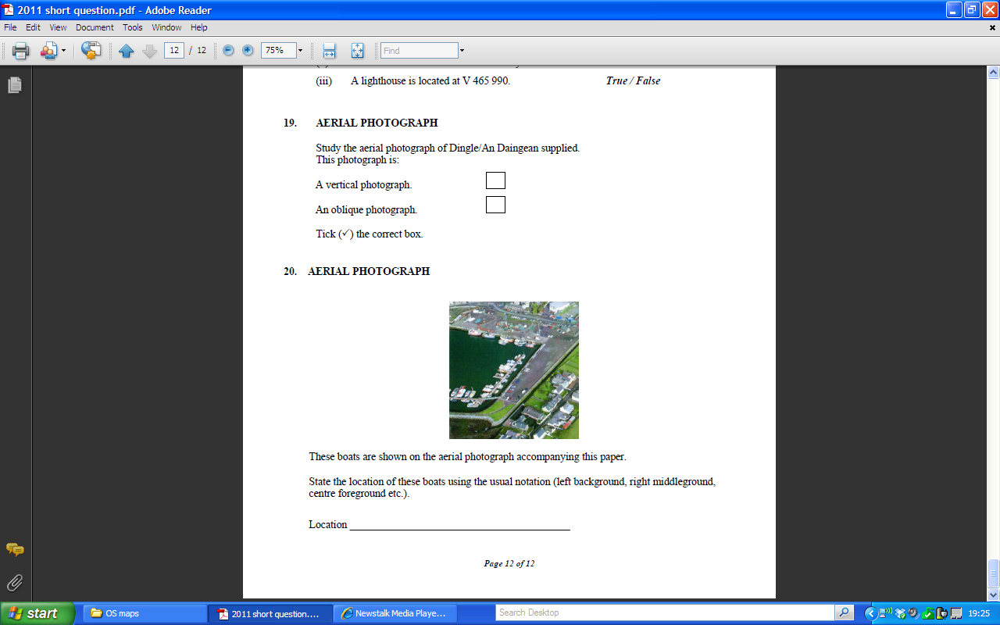 2011 short question.pdf - Adobe Reader
File Edit View Document Tools Window Help
12 / 12 75% Find
(iii) A lighthouse is located at V 465 990. True / False
19. AERIAL PHOTOGRAPH
Study the aerial photograph of Dingle/An Daingean supplied.
This photograph is:
A vertical photograph.
An oblique photograph.
Tick (✓) the correct box.
20. AERIAL PHOTOGRAPH
These boats are shown on the aerial photograph accompanying this paper.
State the location of these boats using the usual notation (left background, right middleground,
centre foreground etc.).
Location ________________________________________
Page 12 of 12
start OS maps 2011 short question.... Newstalk Media Playe... Search Desktop 19:25